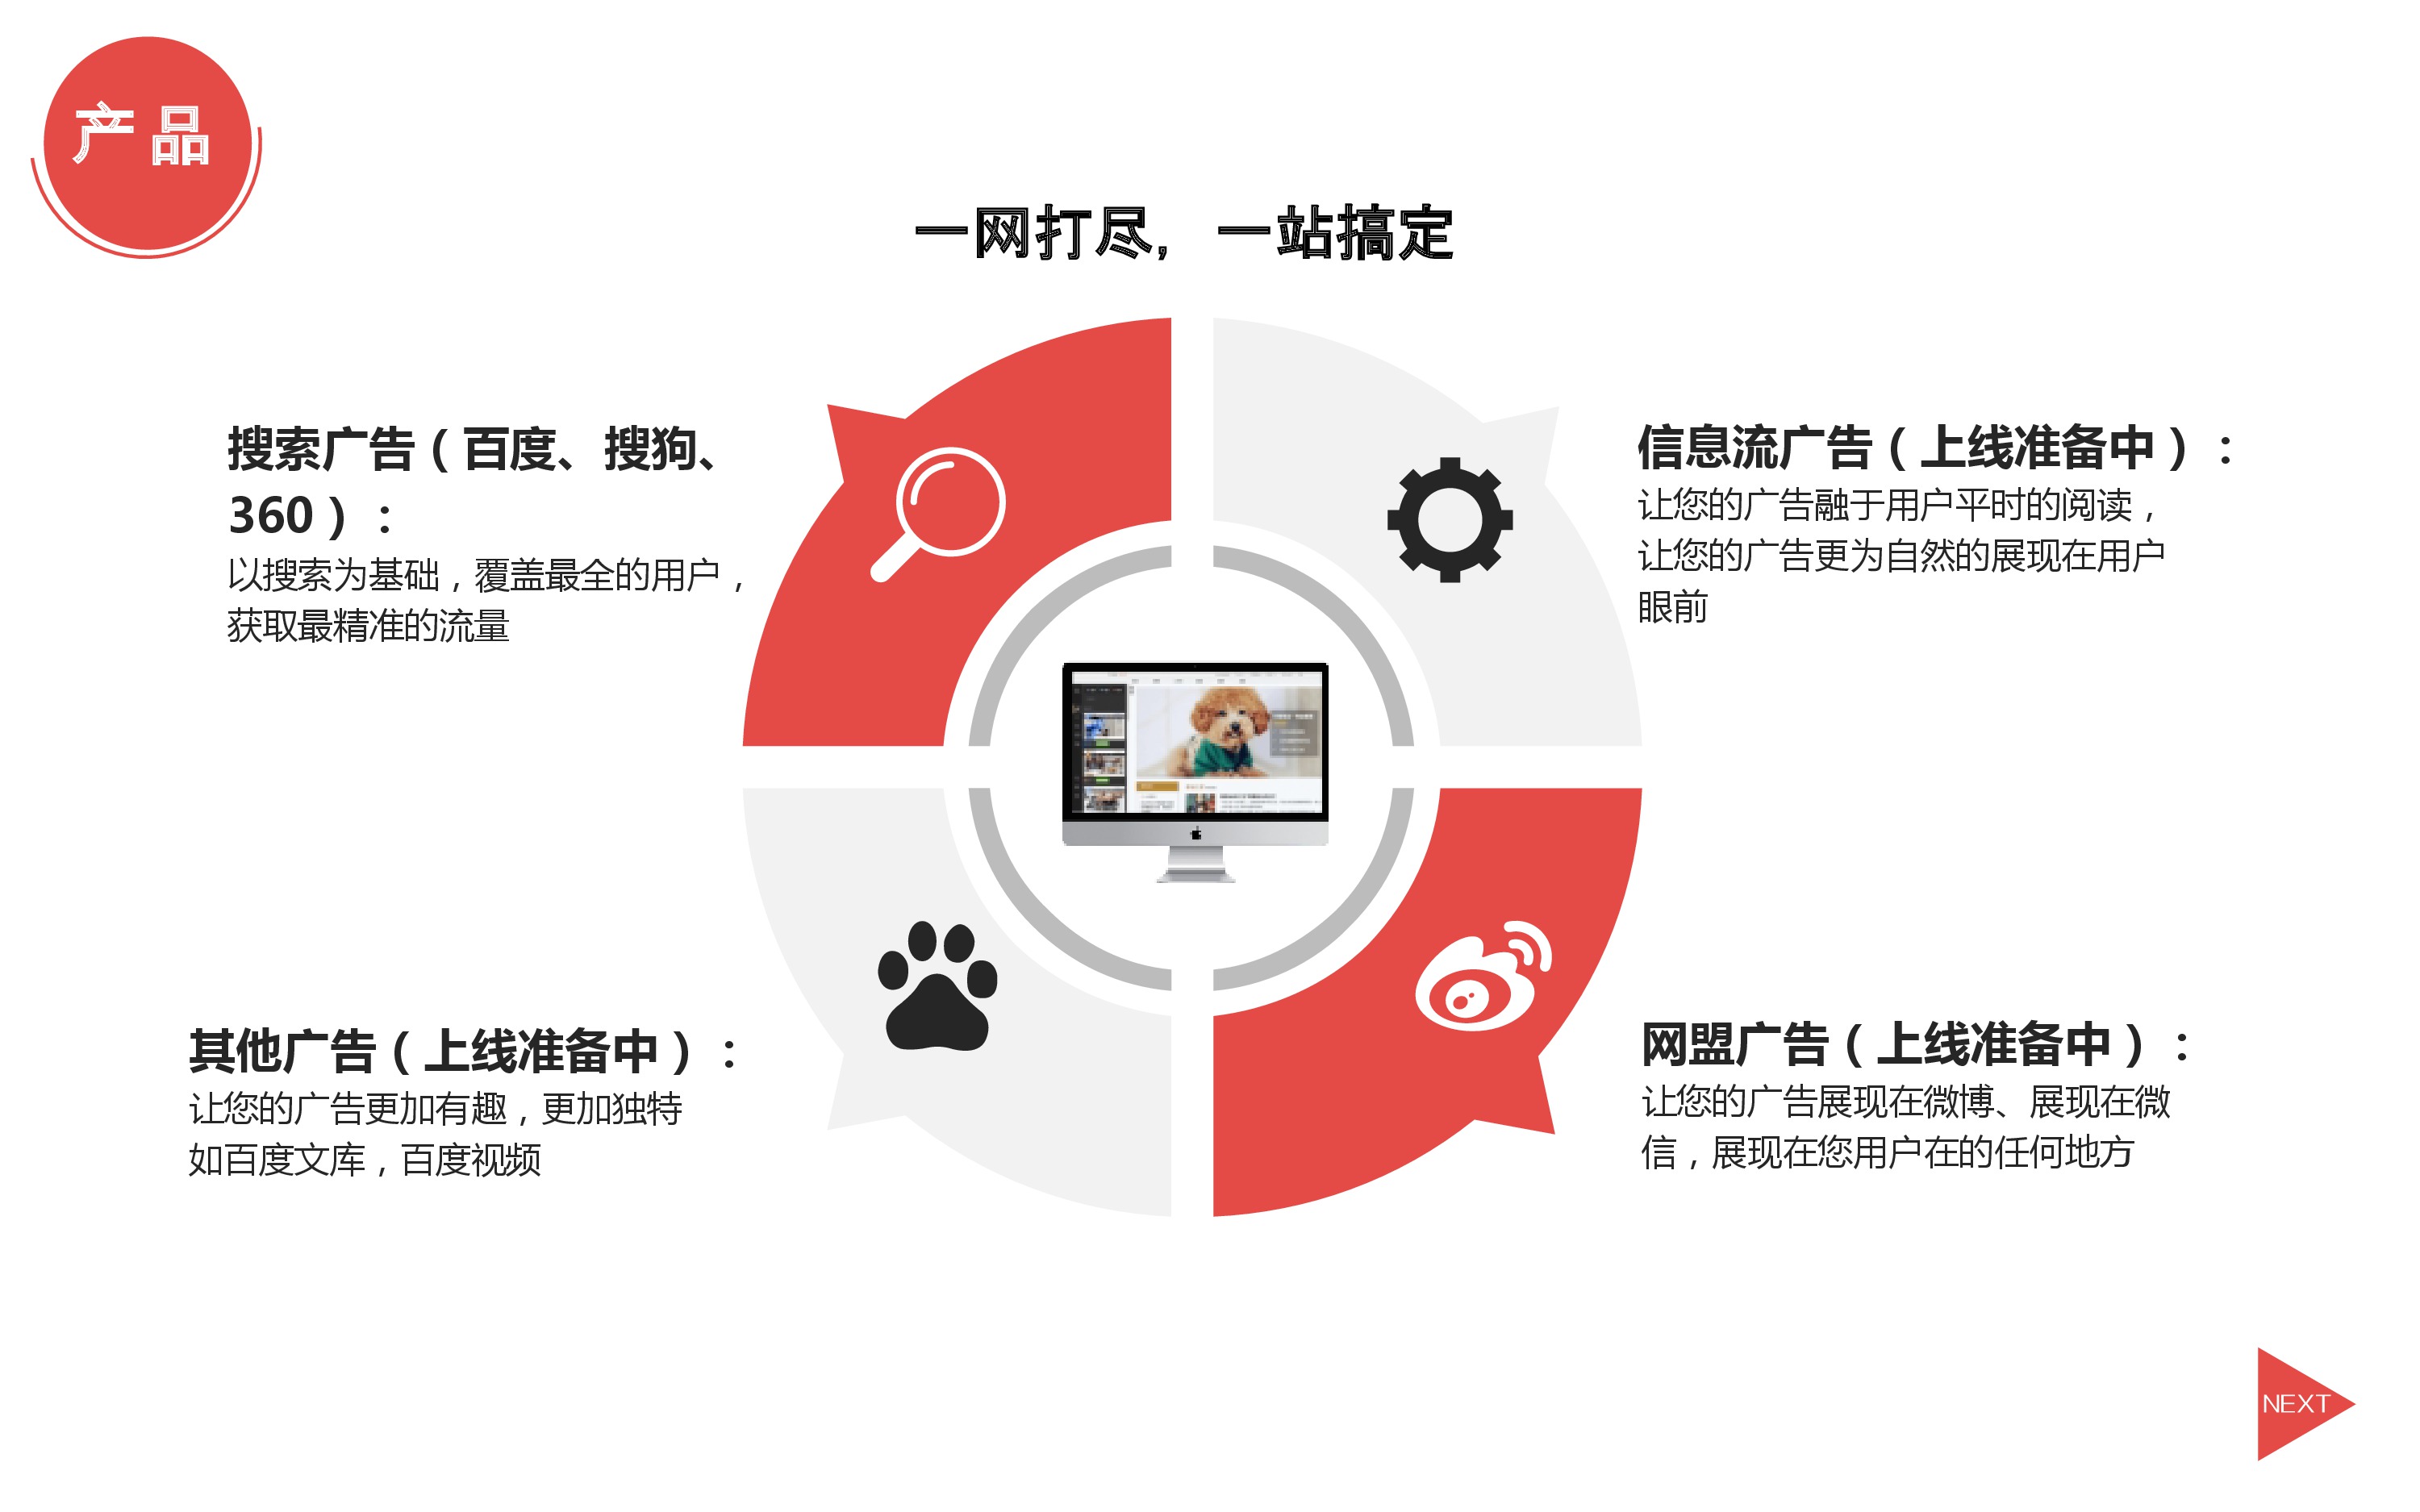 产 品
一网打尽，一站搞定
搜索广告（百度、搜狗、
360）：
以搜索为基础，覆盖最全的用户，
获取最精准的流量
信息流广告（上线准备中）：
让您的广告融于用户平时的阅读，
让您的广告更为自然的展现在用户
眼前
其他广告（上线准备中）：
让您的广告更加有趣，更加独特
如百度文库，百度视频
网盟广告（上线准备中）：
让您的广告展现在微博、展现在微
信，展现在您用户在的任何地方
NEXT